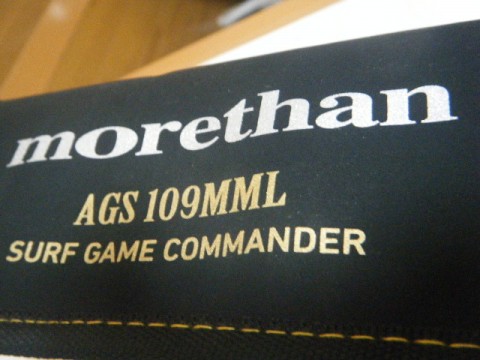 morethan
AGS 109MML
SURF GAME COMMANDER